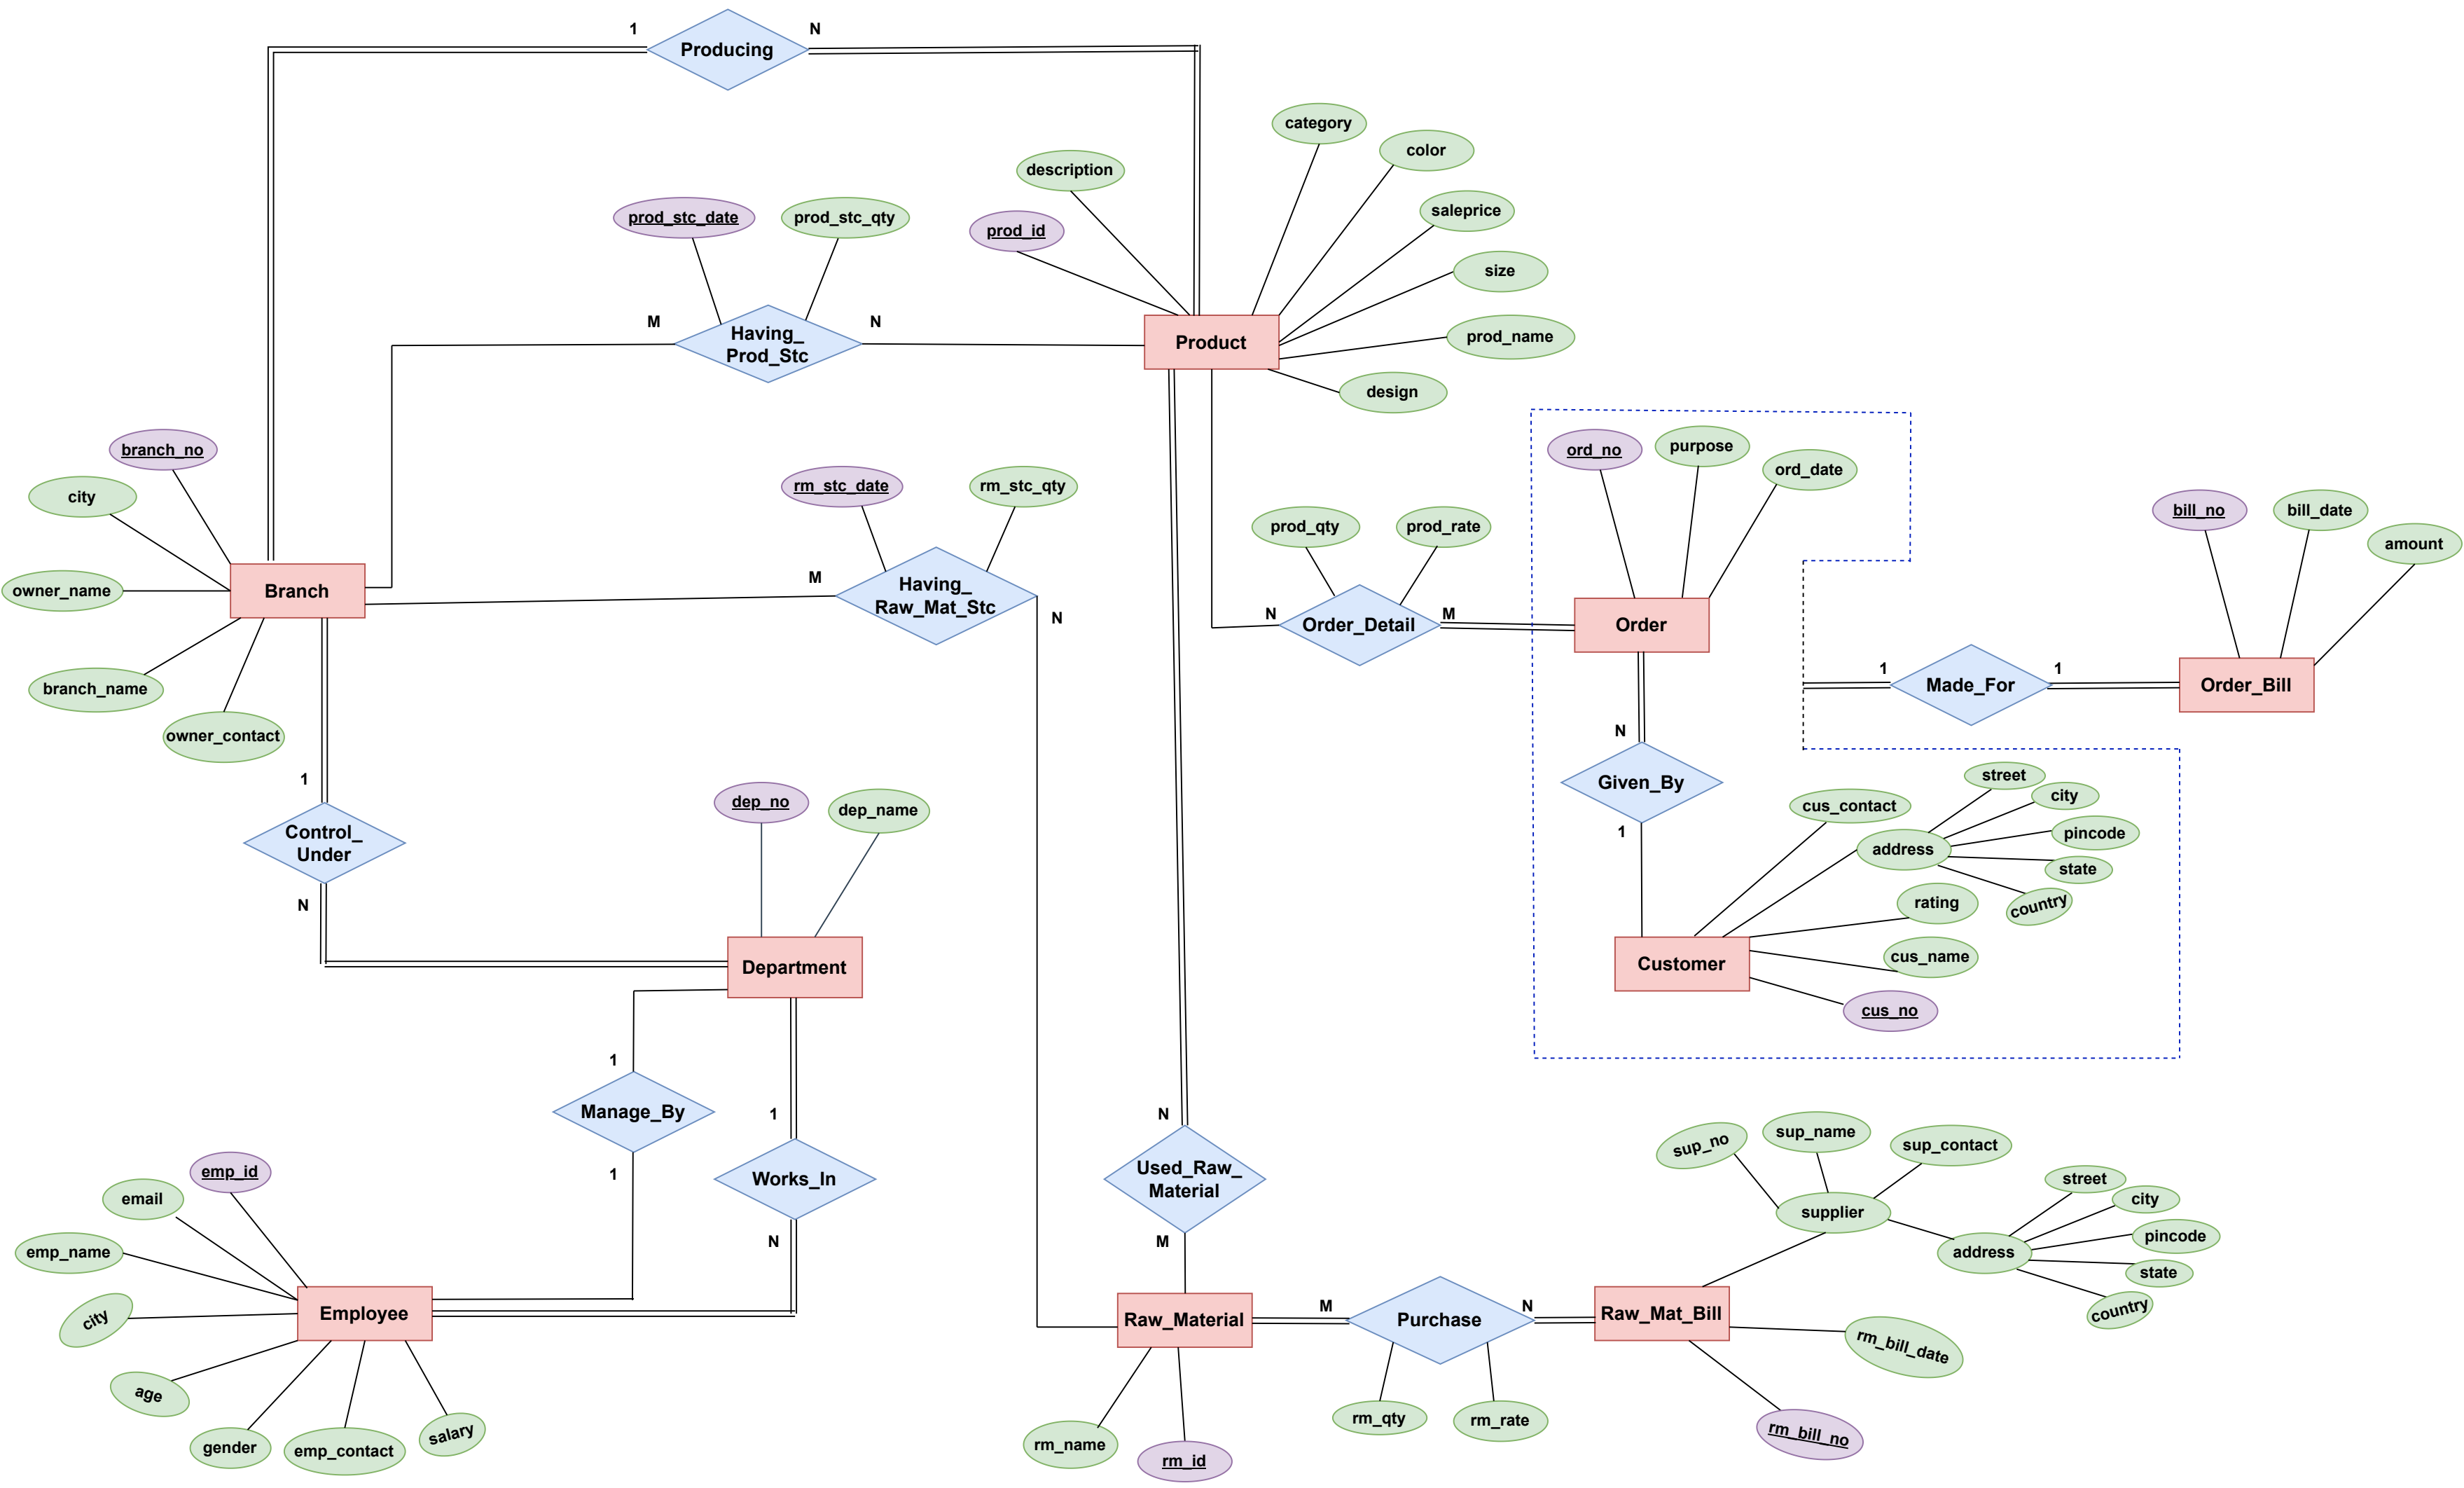 1
N
Producing
category
color
description
saleprice
prod_id
prod_stc_date
prod_stc_qty
size
M
N
Having_
Prod_Stc
Product
prod_name
design
branch_no
city
owner_name
Branch
branch_name
owner_contact
rm_stc_date
rm_stc_qty
M
Having_
Raw_Mat_Stc
N
prod_qty
prod_rate
N
Order_Detail
M
ord_no
purpose
ord_date
Order
bill_no
bill_date
amount
1
Made_For
1
Order_Bill
N
Given_By
1
cus_contact
street
city
pincode
address
state
country
rating
cus_name
Customer
cus_no
1
Control_
Under
N
dep_no
dep_name
Department
1
Manage_By
1
1
Works_In
N
emp_id
email
emp_name
city
Employee
age
gender
emp_contact
salary
N
Used_Raw_
Material
M
Raw_Material
rm_name
rm_id
M
Purchase
N
rm_qty
rm_rate
Raw_Mat_Bill
sup_no
sup_name
sup_contact
supplier
street
city
pincode
address
state
country
rm_bill_date
rm_bill_no